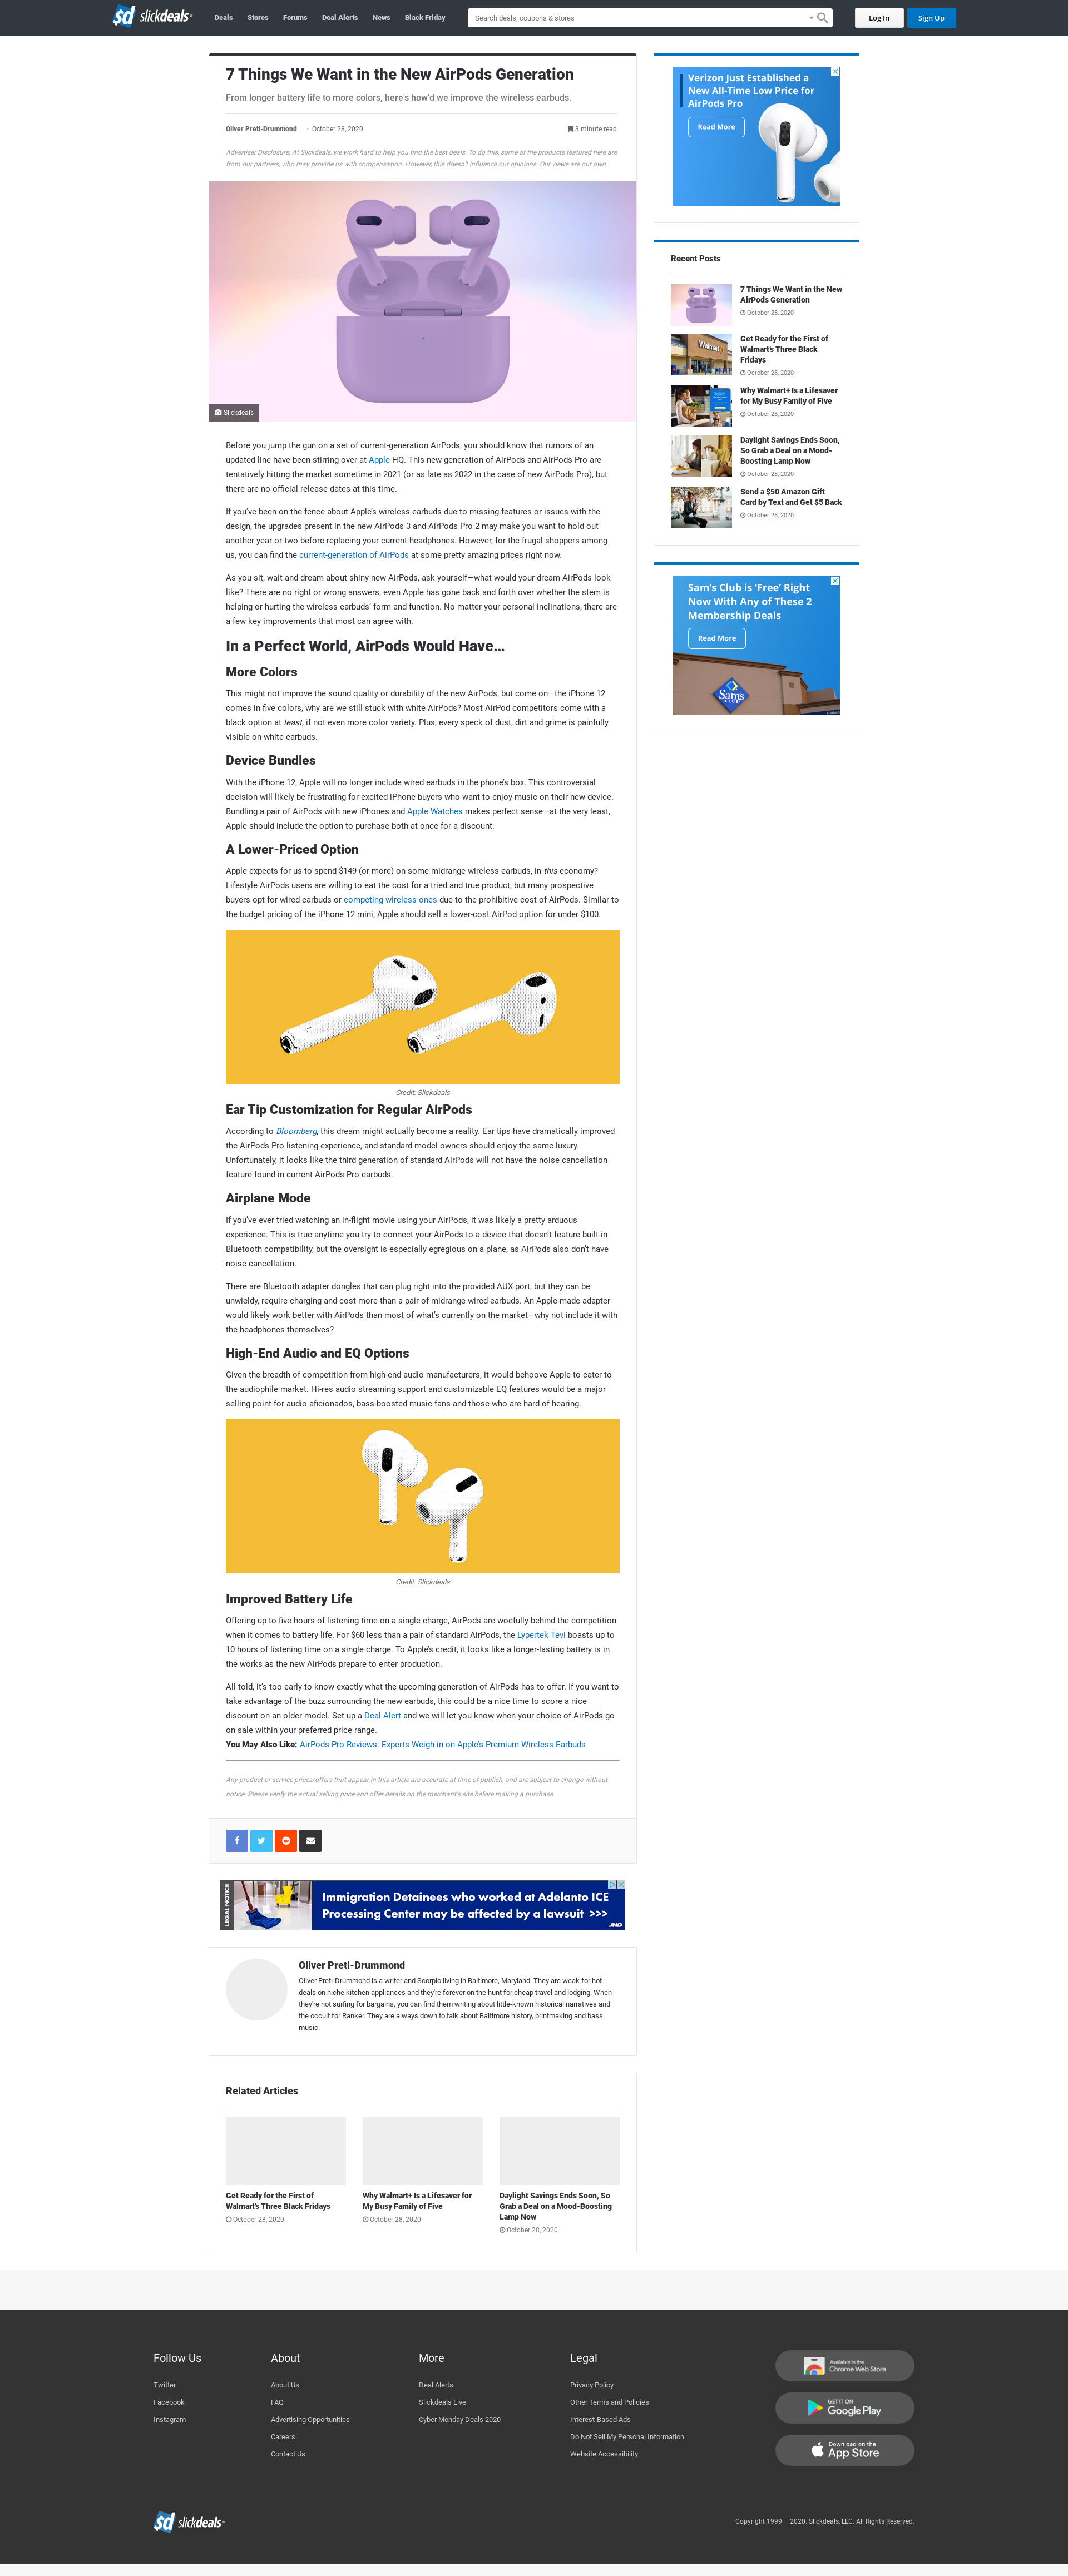 sd slickdeals
Deals Stores Forums Deal Alerts News Black Friday
Search deals, coupons & stores
Log In Sign Up
7 Things We Want in the New AirPods Generation
From longer battery life to more colors, here's how'd we improve the wireless earbuds.
Oliver Pretl-Drummond · October 28, 2020
3 minute read
Advertiser Disclosure: At Slickdeals, we work hard to help you find the best deals. To do this, some of the products featured here are
from our partners, who may provide us with compensation. However, this doesn't influence our opinions. Our views are our own.
Slickdeals
Before you jump the gun on a set of current-generation AirPods, you should know that rumors of an
updated line have been stirring over at Apple HQ. This new generation of AirPods and AirPods Pro are
tentatively hitting the market sometime in 2021 (or as late as 2022 in the case of new AirPods Pro), but
there are no official release dates at this time.
If you've been on the fence about Apple's wireless earbuds due to missing features or issues with the
design, the upgrades present in the new AirPods 3 and AirPods Pro 2 may make you want to hold out
another year or two before replacing your current headphones. However, for the frugal shoppers among
us, you can find the current-generation of AirPods at some pretty amazing prices right now.
As you sit, wait and dream about shiny new AirPods, ask yourself—what would your dream AirPods look
like? There are no right or wrong answers, even Apple has gone back and forth over whether the stem is
helping or hurting the wireless earbuds' form and function. No matter your personal inclinations, there are
a few key improvements that most can agree with.
In a Perfect World, AirPods Would Have…
More Colors
This might not improve the sound quality or durability of the new AirPods, but come on—the iPhone 12
comes in five colors, why are we still stuck with white AirPods? Most AirPod competitors come with a
black option at least, if not even more color variety. Plus, every speck of dust, dirt and grime is painfully
visible on white earbuds.
Device Bundles
With the iPhone 12, Apple will no longer include wired earbuds in the phone's box. This controversial
decision will likely be frustrating for excited iPhone buyers who want to enjoy music on their new device.
Bundling a pair of AirPods with new iPhones and Apple Watches makes perfect sense—at the very least,
Apple should include the option to purchase both at once for a discount.
A Lower-Priced Option
Apple expects for us to spend $149 (or more) on some midrange wireless earbuds, in this economy?
Lifestyle AirPods users are willing to eat the cost for a tried and true product, but many prospective
buyers opt for wired earbuds or competing wireless ones due to the prohibitive cost of AirPods. Similar to
the budget pricing of the iPhone 12 mini, Apple should sell a lower-cost AirPod option for under $100.
Credit: Slickdeals
Ear Tip Customization for Regular AirPods
According to Bloomberg, this dream might actually become a reality. Ear tips have dramatically improved
the AirPods Pro listening experience, and standard model owners should enjoy the same luxury.
Unfortunately, it looks like the third generation of standard AirPods will not have the noise cancellation
feature found in current AirPods Pro earbuds.
Airplane Mode
If you've ever tried watching an in-flight movie using your AirPods, it was likely a pretty arduous
experience. This is true anytime you try to connect your AirPods to a device that doesn't feature built-in
Bluetooth compatibility, but the oversight is especially egregious on a plane, as AirPods also don't have
noise cancellation.
There are Bluetooth adapter dongles that can plug right into the provided AUX port, but they can be
unwieldy, require charging and cost more than a pair of midrange wired earbuds. An Apple-made adapter
would likely work better with AirPods than most of what's currently on the market—why not include it with
the headphones themselves?
High-End Audio and EQ Options
Given the breadth of competition from high-end audio manufacturers, it would behoove Apple to cater to
the audiophile market. Hi-res audio streaming support and customizable EQ features would be a major
selling point for audio aficionados, bass-boosted music fans and those who are hard of hearing.
Credit: Slickdeals
Improved Battery Life
Offering up to five hours of listening time on a single charge, AirPods are woefully behind the competition
when it comes to battery life. For $60 less than a pair of standard AirPods, the Lypertek Tevi boasts up to
10 hours of listening time on a single charge. To Apple's credit, it looks like a longer-lasting battery is in
the works as the new AirPods prepare to enter production.
All told, it's too early to know exactly what the upcoming generation of AirPods has to offer. If you want to
take advantage of the buzz surrounding the new earbuds, this could be a nice time to score a nice
discount on an older model. Set up a Deal Alert and we will let you know when your choice of AirPods go
on sale within your preferred price range.
You May Also Like: AirPods Pro Reviews: Experts Weigh in on Apple's Premium Wireless Earbuds
Any product or service prices/offers that appear in this article are accurate at time of publish, and are subject to change without
notice. Please verify the actual selling price and offer details on the merchant's site before making a purchase.
LEGAL NOTICE
Immigration Detainees who worked at Adelanto ICE
Processing Center may be affected by a lawsuit >>>
JND
Oliver Pretl-Drummond
Oliver Pretl-Drummond is a writer and Scorpio living in Baltimore, Maryland. They are weak for hot
deals on niche kitchen appliances and they're forever on the hunt for cheap travel and lodging. When
they're not surfing for bargains, you can find them writing about little-known historical narratives and
the occult for Ranker. They are always down to talk about Baltimore history, printmaking and bass
music.
Related Articles
Get Ready for the First of
Walmart's Three Black Fridays
October 28, 2020
Why Walmart+ Is a Lifesaver for
My Busy Family of Five
October 28, 2020
Daylight Savings Ends Soon, So
Grab a Deal on a Mood-Boosting
Lamp Now
October 28, 2020
Verizon Just Established a
New All-Time Low Price for
AirPods Pro
Read More
Recent Posts
7 Things We Want in the New
AirPods Generation
October 28, 2020
Walmart
Get Ready for the First of
Walmart's Three Black
Fridays
October 28, 2020
Why Walmart+ Is a Lifesaver
for My Busy Family of Five
October 28, 2020
Daylight Savings Ends Soon,
So Grab a Deal on a Mood-
Boosting Lamp Now
October 28, 2020
Send a $50 Amazon Gift
Card by Text and Get $5 Back
October 28, 2020
Sam's Club is 'Free' Right
Now With Any of These 2
Membership Deals
Read More
Sam's
CLUB
Follow Us
Twitter
Facebook
Instagram
About
About Us
FAQ
Advertising Opportunities
Careers
Contact Us
More
Deal Alerts
Slickdeals Live
Cyber Monday Deals 2020
Legal
Privacy Policy
Other Terms and Policies
Interest-Based Ads
Do Not Sell My Personal Information
Website Accessibility
Available in the
Chrome Web Store
GET IT ON
Google Play
Download on the
App Store
sd slickdeals
Copyright 1999 – 2020. Slickdeals, LLC. All Rights Reserved.